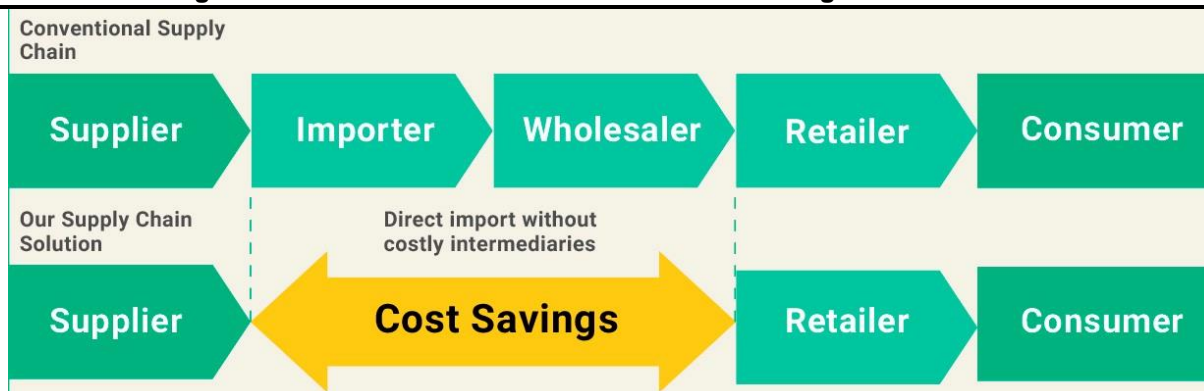 Conventional Supply
Chain
Supplier
Importer
Wholesaler
Retailer
Consumer
Our Supply Chain
Solution
Direct import without
costly intermediaries
Supplier
Cost Savings
Retailer
Consumer